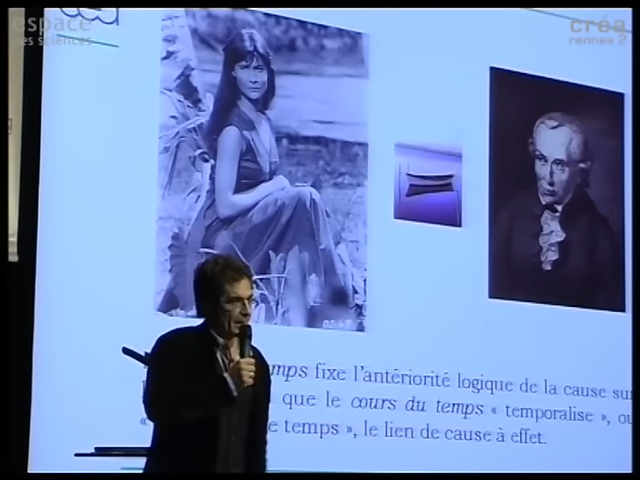 espace
des sciences
créa
rennes 2
mps fixe l'antériorité logique de la cause sur
que le cours du temps « temporalise », ou
« e temps », le lien de cause à effet.